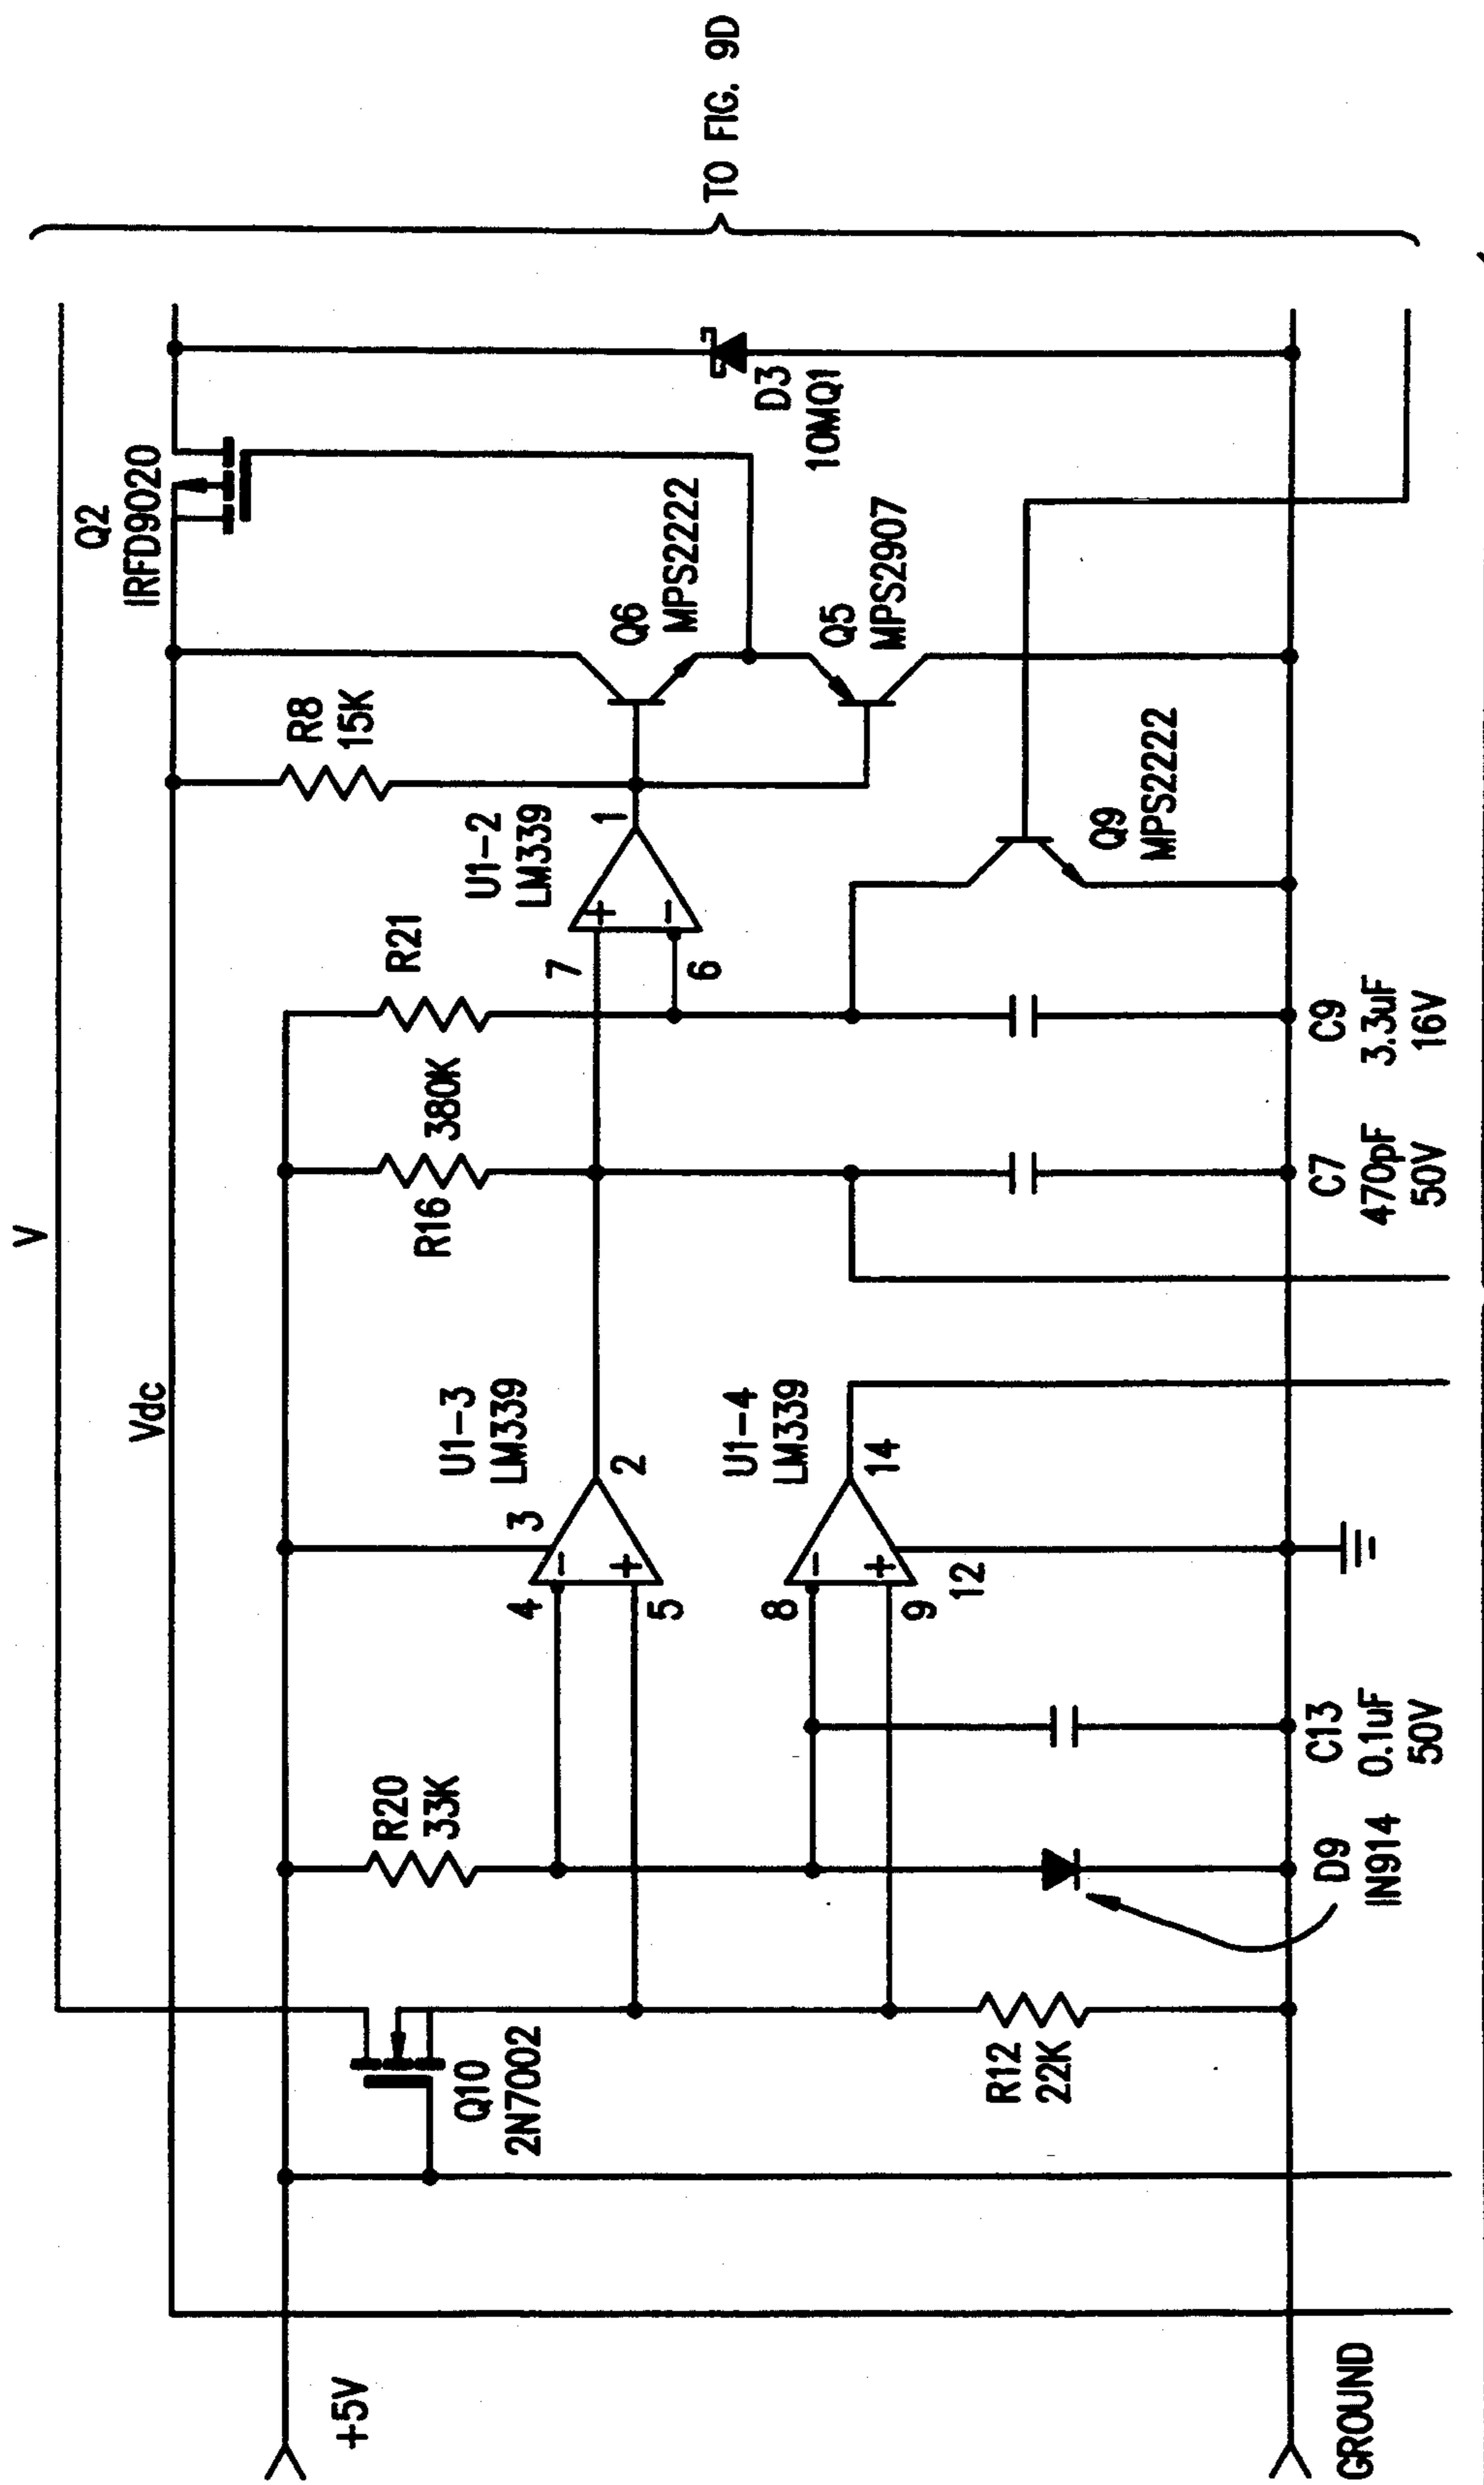 V
Vdc
+5V
GROUND
Q10
2N7002
R12
22K
R20
33K
D9
IN914
C13
0.1uF
50V
U1-3
LM339
3
4
5
2
-
+
U1-4
LM339
8
9
12
14
-
+
R16
380K
R21
C7
470pF
50V
C9
3.3uF
16V
U1-2
LM339
7
6
1
+
-
R8
15K
Q6
MPS2222
Q5
MPS2907
Q9
MPS2222
Q2
IRFD9020
D3
10MQ1
TO FIG. 9D